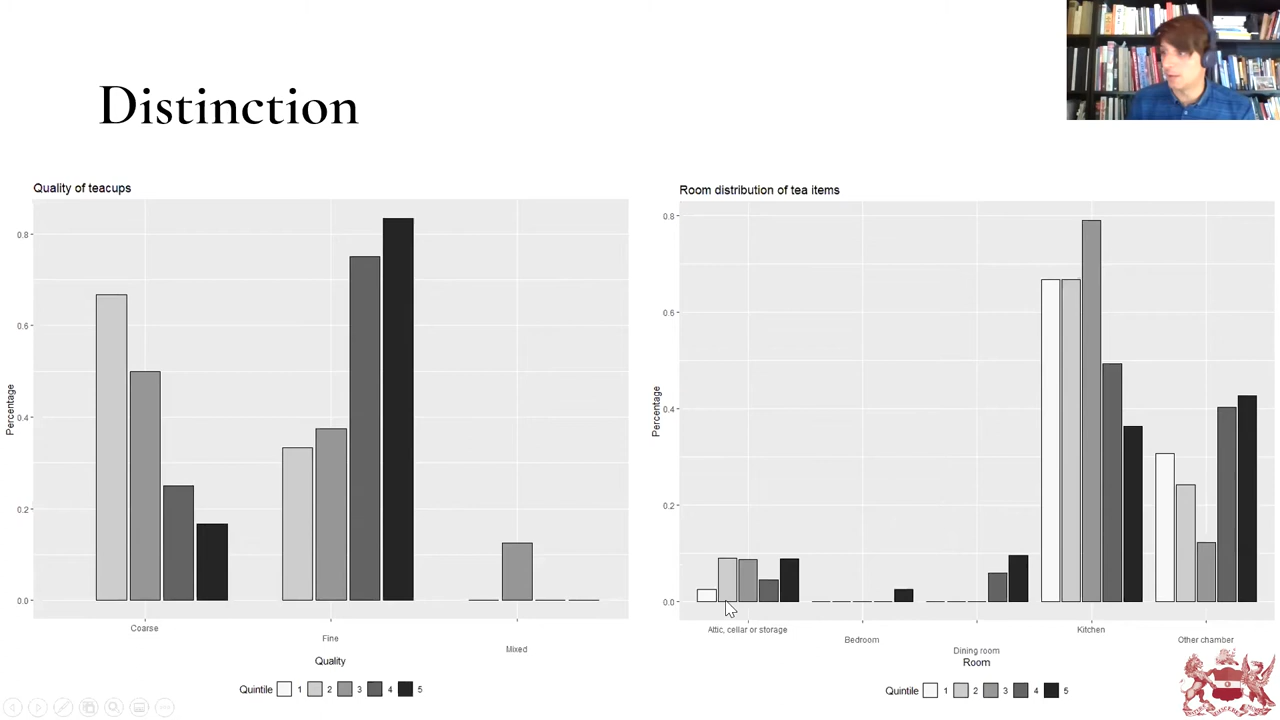 Distinction
Quality of teacups
0.8
0.6
0.4
0.2
0.0
Percentage
Coarse
Fine
Mixed
Quality
Quintile 1 2 3 4 5
Room distribution of tea items
0.8
0.6
0.4
0.2
0.0
Percentage
Attic, cellar or storage
Bedroom
Dining room
Kitchen
Other chamber
Room
Quintile 1 2 3 4 5